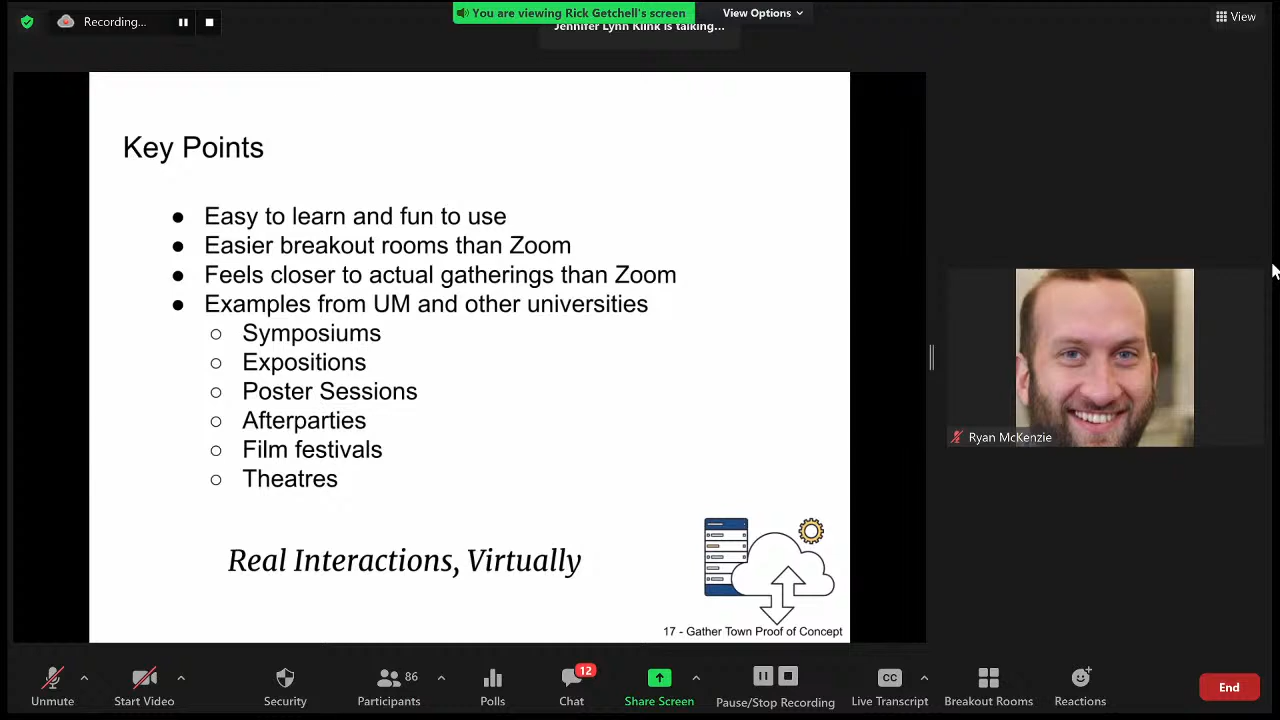 Recording...
You are viewing Rick Getchell's screen
View Options
View
Jennifer Lynn Klink is talking...
Key Points
● Easy to learn and fun to use
● Easier breakout rooms than Zoom
● Feels closer to actual gatherings than Zoom
● Examples from UM and other universities
○ Symposiums
○ Expositions
○ Poster Sessions
○ Afterparties
○ Film festivals
○ Theatres
Real Interactions, Virtually
17 - Gather Town Proof of Concept
Ryan McKenzie
Unmute
Start Video
Security
86
Participants
Polls
12
Chat
Share Screen
Pause/Stop Recording
CC
Live Transcript
Breakout Rooms
Reactions
End